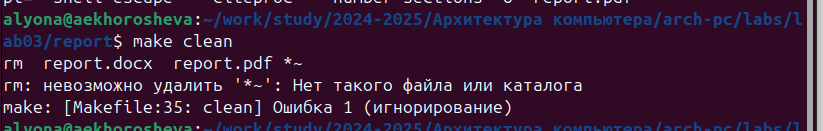 alyona@aekhorosheva:~/work/study/2024-2025/Архитектура компьютера/arch-pc/labs/l
ab03/report$ make clean
rm  report.docx  report.pdf *~
rm: невозможно удалить '*~': Нет такого файла или каталога
make: [Makefile:35: clean] Ошибка 1 (игнорирование)
alyona@aekhorosheva:~/work/study/2024-2025/Архитектура компьютера/arch-pc/labs/l